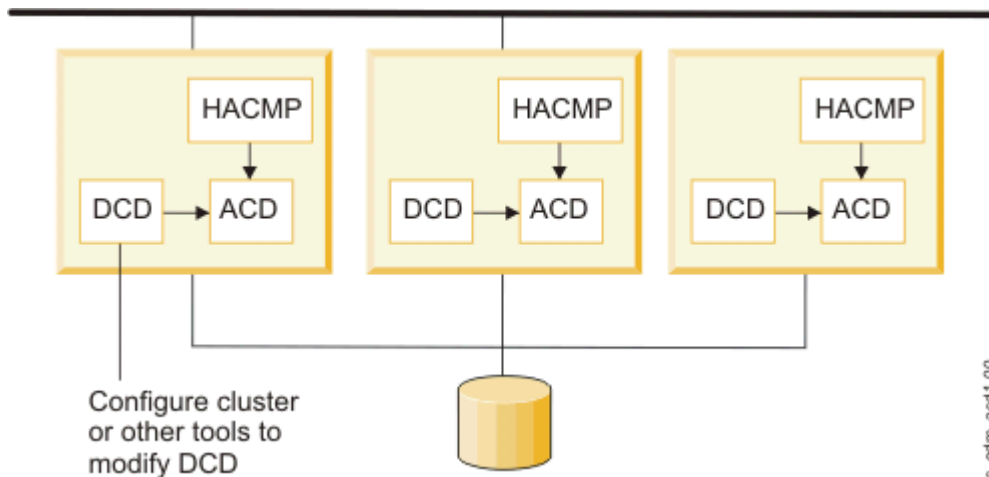 HACMP
HACMP
HACMP
DCD
ACD
DCD
ACD
DCD
ACD
Configure cluster
or other tools to
modify DCD